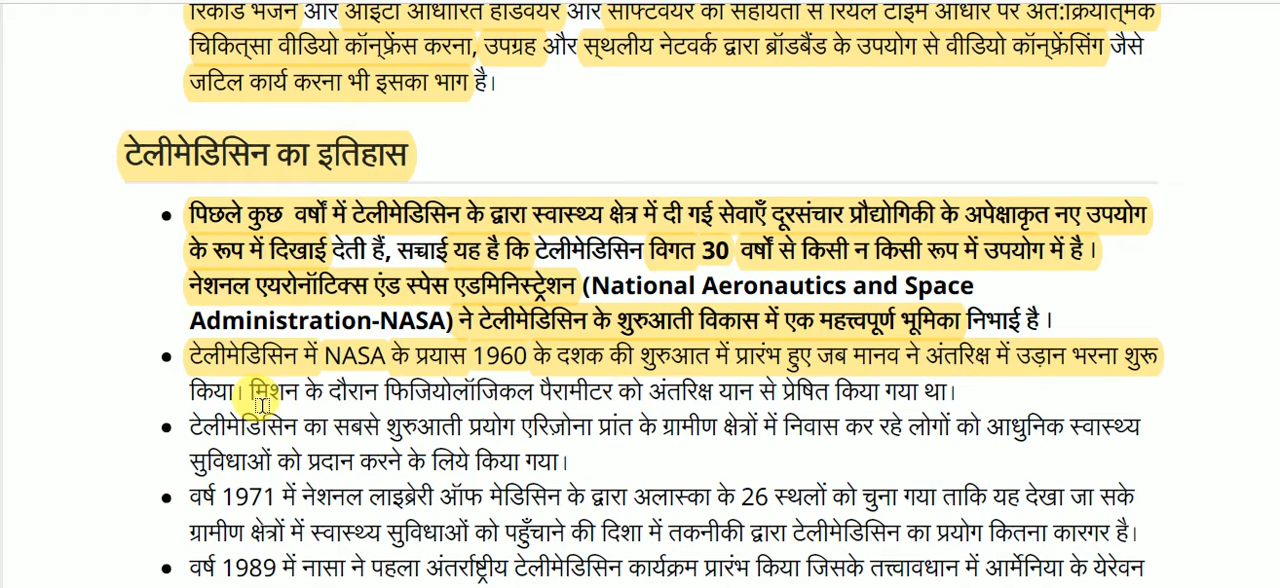 रिकॉर्ड भेजने और आईटी आधारित हार्डवेयर और सॉफ्टवेयर की सहायता से रियल टाइम आधार पर अंत:क्रियात्मक
चिकित्सा वीडियो कॉन्फ्रेंस करना, उपग्रह और स्थलीय नेटवर्क द्वारा ब्रॉडबैंड के उपयोग से वीडियो कॉन्फ्रेंसिंग जैसे
जटिल कार्य करना भी इसका भाग है।
टेलीमेडिसिन का इतिहास
पिछले कुछ वर्षों में टेलीमेडिसिन के द्वारा स्वास्थ्य क्षेत्र में दी गई सेवाएँ दूरसंचार प्रौद्योगिकी के अपेक्षाकृत नए उपयोग
के रूप में दिखाई देती हैं, सच्चाई यह है कि टेलीमेडिसिन विगत 30 वर्षों से किसी न किसी रूप में उपयोग में है।
नेशनल एयरोनॉटिक्स एंड स्पेस एडमिनिस्ट्रेशन (National Aeronautics and Space
Administration-NASA) ने टेलीमेडिसिन के शुरुआती विकास में एक महत्त्वपूर्ण भूमिका निभाई है।
टेलीमेडिसिन में NASA के प्रयास 1960 के दशक की शुरुआत में प्रारंभ हुए जब मानव ने अंतरिक्ष में उड़ान भरना शुरू
किया। मिशन के दौरान फिजियोलॉजिकल पैरामीटर को अंतरिक्ष यान से प्रेषित किया गया था।
टेलीमेडिसिन का सबसे शुरुआती प्रयोग एरिज़ोना प्रांत के ग्रामीण क्षेत्रों में निवास कर रहे लोगों को आधुनिक स्वास्थ्य
सुविधाओं को प्रदान करने के लिये किया गया।
वर्ष 1971 में नेशनल लाइब्रेरी ऑफ मेडिसिन के द्वारा अलास्का के 26 स्थलों को चुना गया ताकि यह देखा जा सके
ग्रामीण क्षेत्रों में स्वास्थ्य सुविधाओं को पहुँचाने की दिशा में तकनीकी द्वारा टेलीमेडिसिन का प्रयोग कितना कारगर है।
वर्ष 1989 में नासा ने पहला अंतर्राष्ट्रीय टेलीमेडिसिन कार्यक्रम प्रारंभ किया जिसके तत्त्वावधान में आर्मेनिया के येरेवन